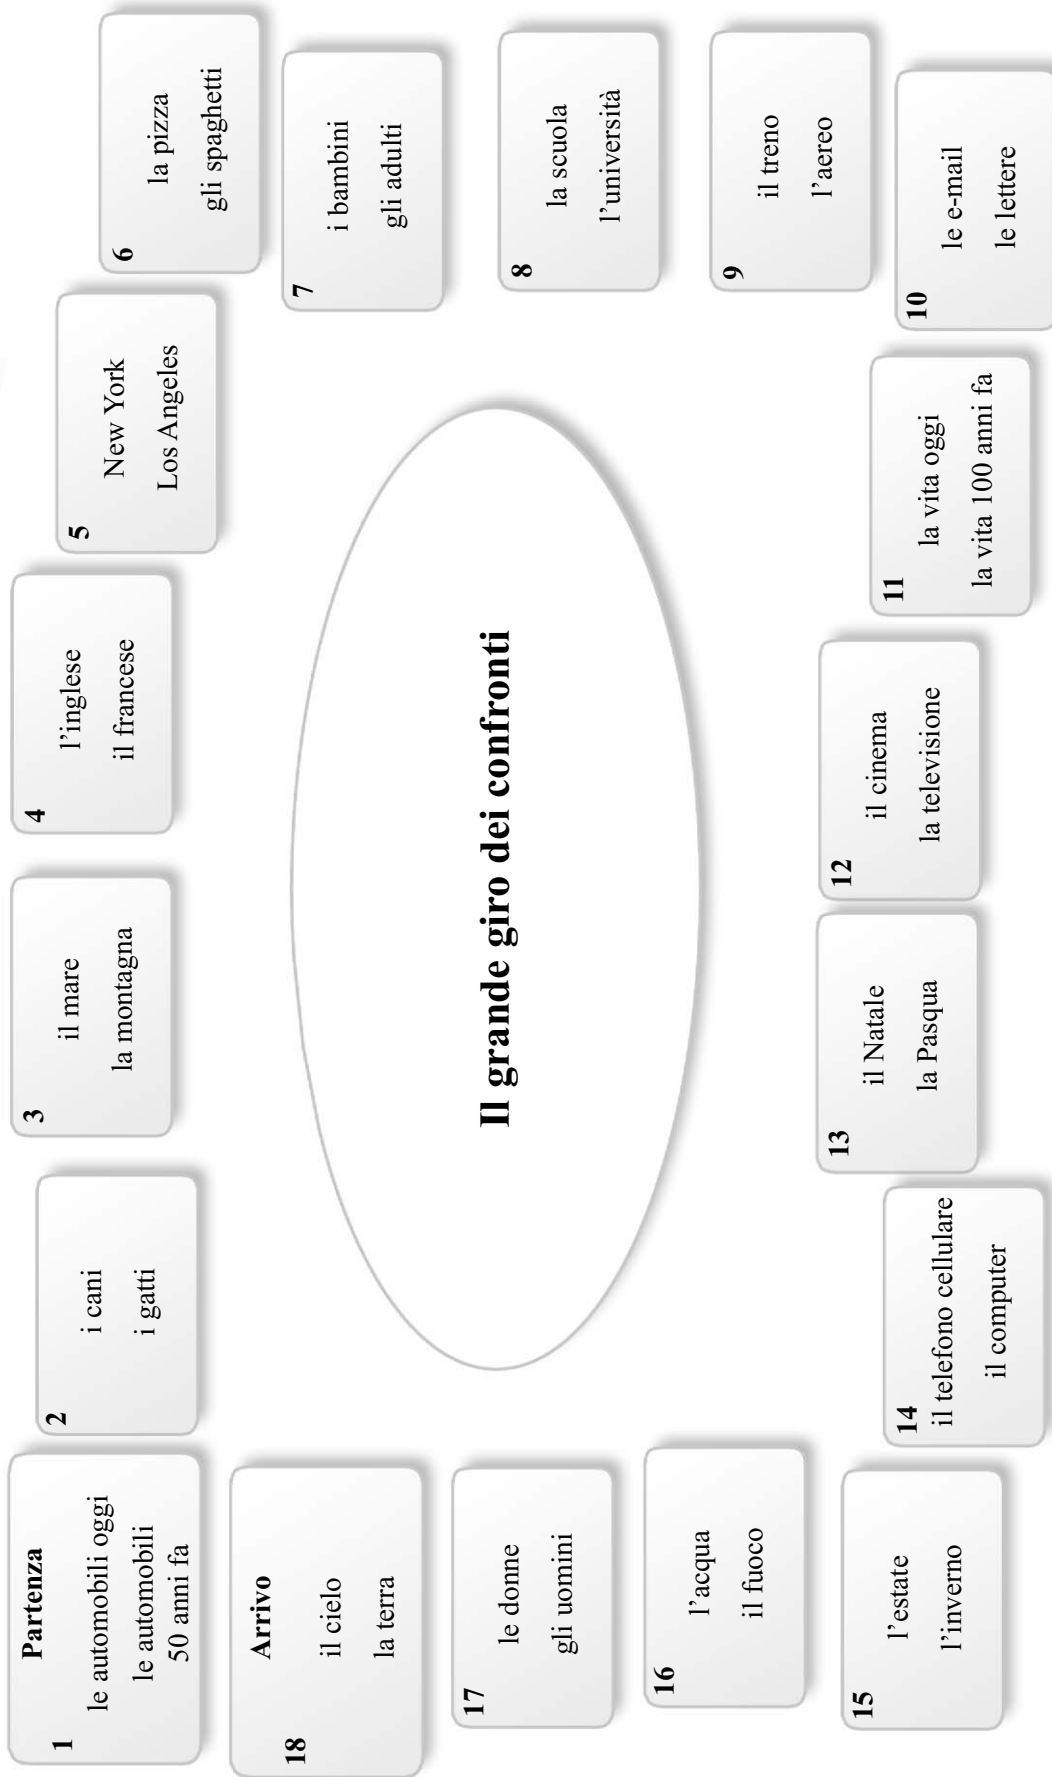 Partenza
1
le automobili oggi
le automobili
50 anni fa
2
i cani
i gatti
3
il mare
la montagna
4
l'inglese
il francese
5
New York
Los Angeles
6
la pizza
gli spaghetti
7
i bambini
gli adulti
8
la scuola
l'università
9
il treno
l'aereo
10
le e-mail
le lettere
11
la vita oggi
la vita 100 anni fa
12
il cinema
la televisione
13
il Natale
la Pasqua
14
il telefono cellulare
il computer
15
l'estate
l'inverno
16
l'acqua
il fuoco
17
le donne
gli uomini
Arrivo
18
il cielo
la terra
Il grande giro dei confronti